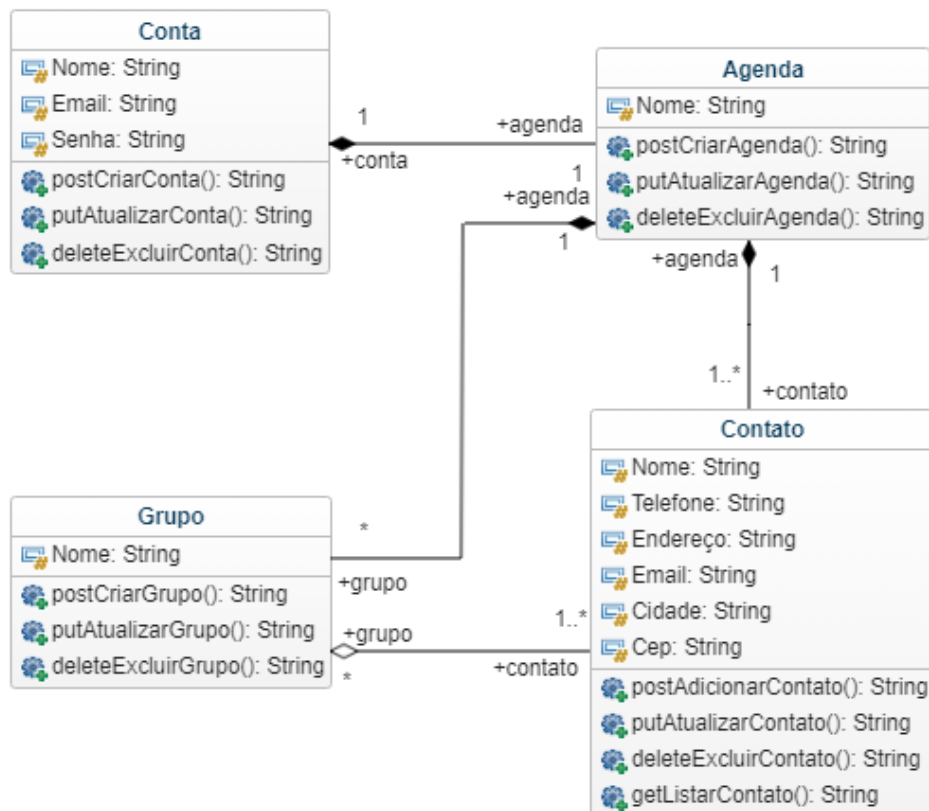 Conta
Nome: String
Email: String
Senha: String
postCriarConta(): String
putAtualizarConta(): String
deleteExcluirConta(): String
1
+conta
+agenda
1
Agenda
Nome: String
postCriarAgenda(): String
putAtualizarAgenda(): String
deleteExcluirAgenda(): String
+agenda
1
+agenda
1
1..*
+contato
Grupo
Nome: String
postCriarGrupo(): String
putAtualizarGrupo(): String
deleteExcluirGrupo(): String
*
+grupo
+grupo
*
1..*
+contato
Contato
Nome: String
Telefone: String
Endereço: String
Email: String
Cidade: String
Cep: String
postAdicionarContato(): String
putAtualizarContato(): String
deleteExcluirContato(): String
getListarContato(): String